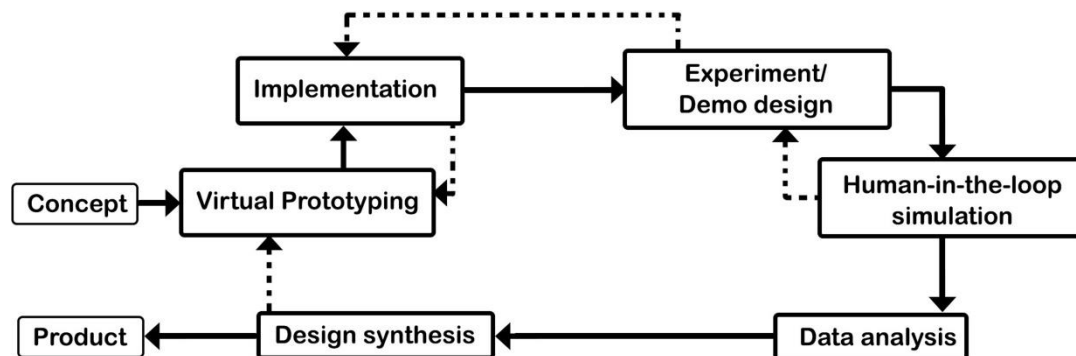 Implementation
Experiment/
Demo design
Concept
Virtual Prototyping
Human-in-the-loop
simulation
Product
Design synthesis
Data analysis